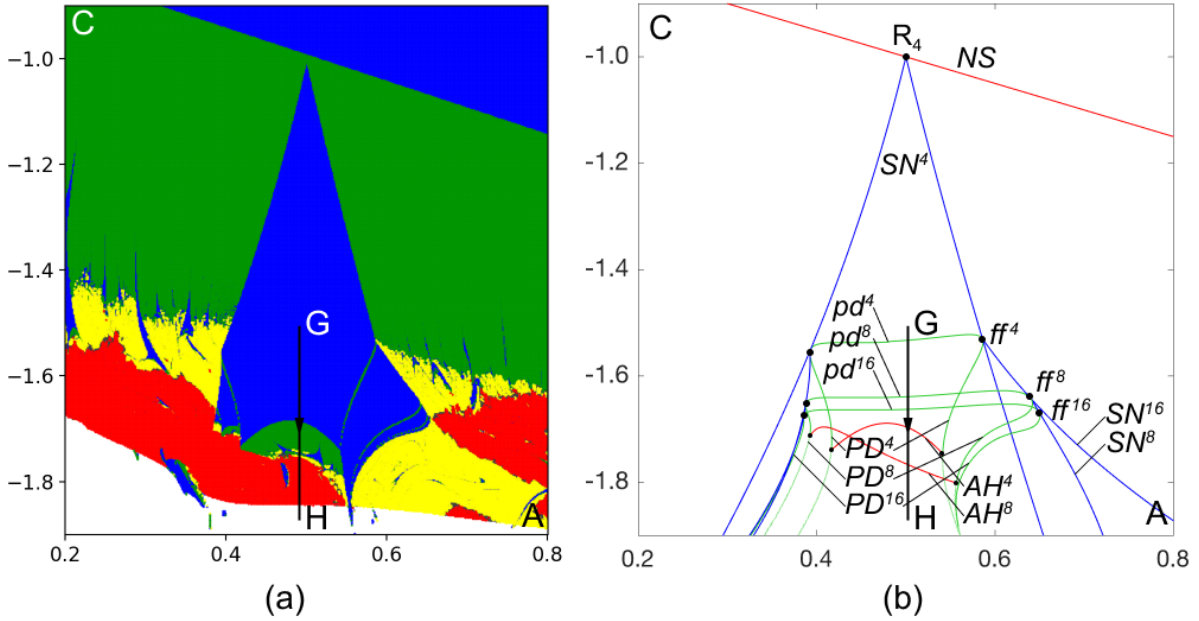 C
−1.0
−1.2
−1.4
−1.6
−1.8
G
H
A
0.2
0.4
0.6
0.8
(a)
C
R4
NS
-1.0
-1.2
SN4
-1.4
pd4
G
ff4
pd8
-1.6
pd16
ff8
ff16
SN16
SN8
PD4
PD8
AH4
-1.8
PD16
H
AH8
A
0.2
0.4
0.6
0.8
(b)